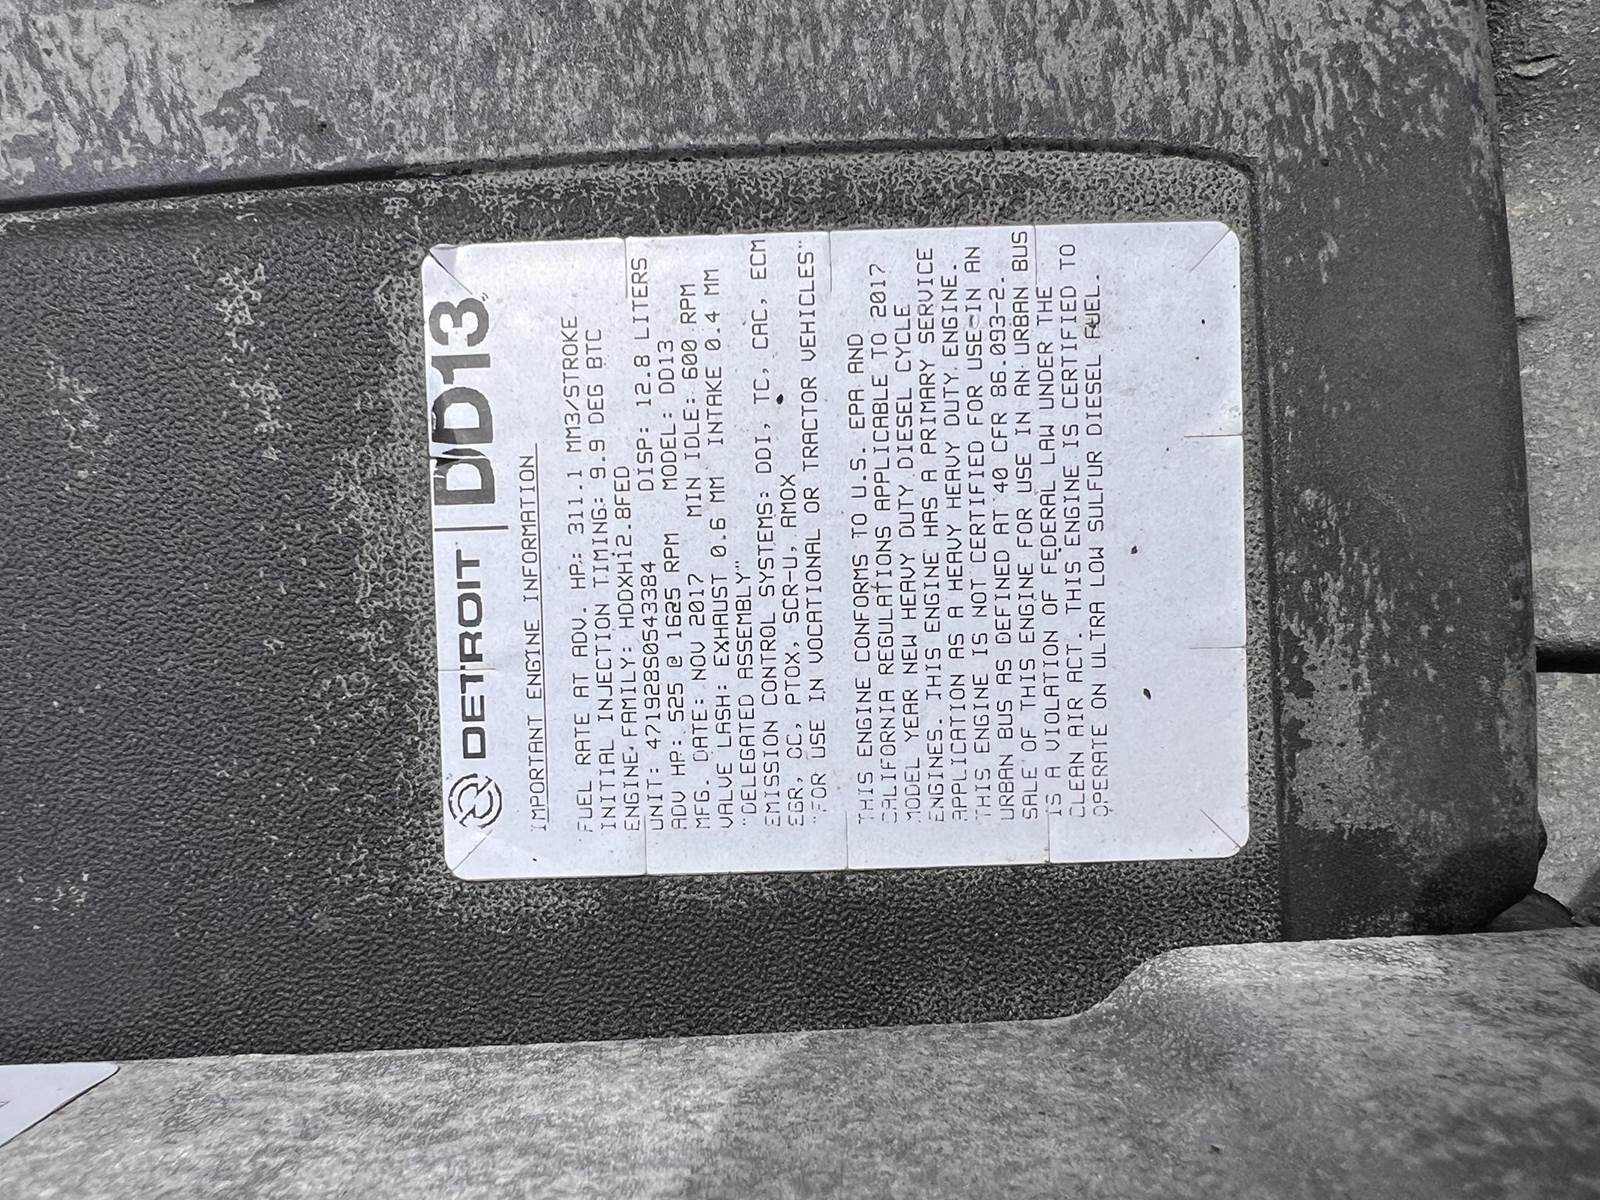 DETROIT | DD13
IMPORTANT ENGINE INFORMATION
FUEL RATE AT ADV. HP.: 311.1 MM3/STROKE
INITIAL INJECTION TIMING: 9.9 DEG BTC
ENGINE FAMILY: HDDXH12.8FED
UNIT: 471928S0543384 DISP: 12.8 LITERS
ADV HP.: 525 @ 1625 RPM MODEL: DD13
MFG. DATE: NOV 2017 MIN IDLE: 600 RPM
VALVE LASH: EXHAUST 0.6 MM INTAKE 0.4 MM
"DELEGATED ASSEMBLY"
EMISSION CONTROL SYSTEMS: DDI, TC, CAC, ECM
EGR, OC, PTOX, SCR-U, AMOX
"FOR USE IN VOCATIONAL OR TRACTOR VEHICLES"
THIS ENGINE CONFORMS TO U.S. EPA AND
CALIFORNIA REGULATIONS APPLICABLE TO 2017
MODEL YEAR NEW HEAVY DUTY DIESEL CYCLE
ENGINES. THIS ENGINE HAS A PRIMARY SERVICE
APPLICATION AS A HEAVY HEAVY DUTY ENGINE.
THIS ENGINE IS NOT CERTIFIED FOR USE IN AN
URBAN BUS AS DEFINED AT 40 CFR 86.093-2.
SALE OF THIS ENGINE FOR USE IN AN URBAN BUS
IS A VIOLATION OF FEDERAL LAW UNDER THE
CLEAN AIR ACT. THIS ENGINE IS CERTIFIED TO
OPERATE ON ULTRA LOW SULFUR DIESEL FUEL.